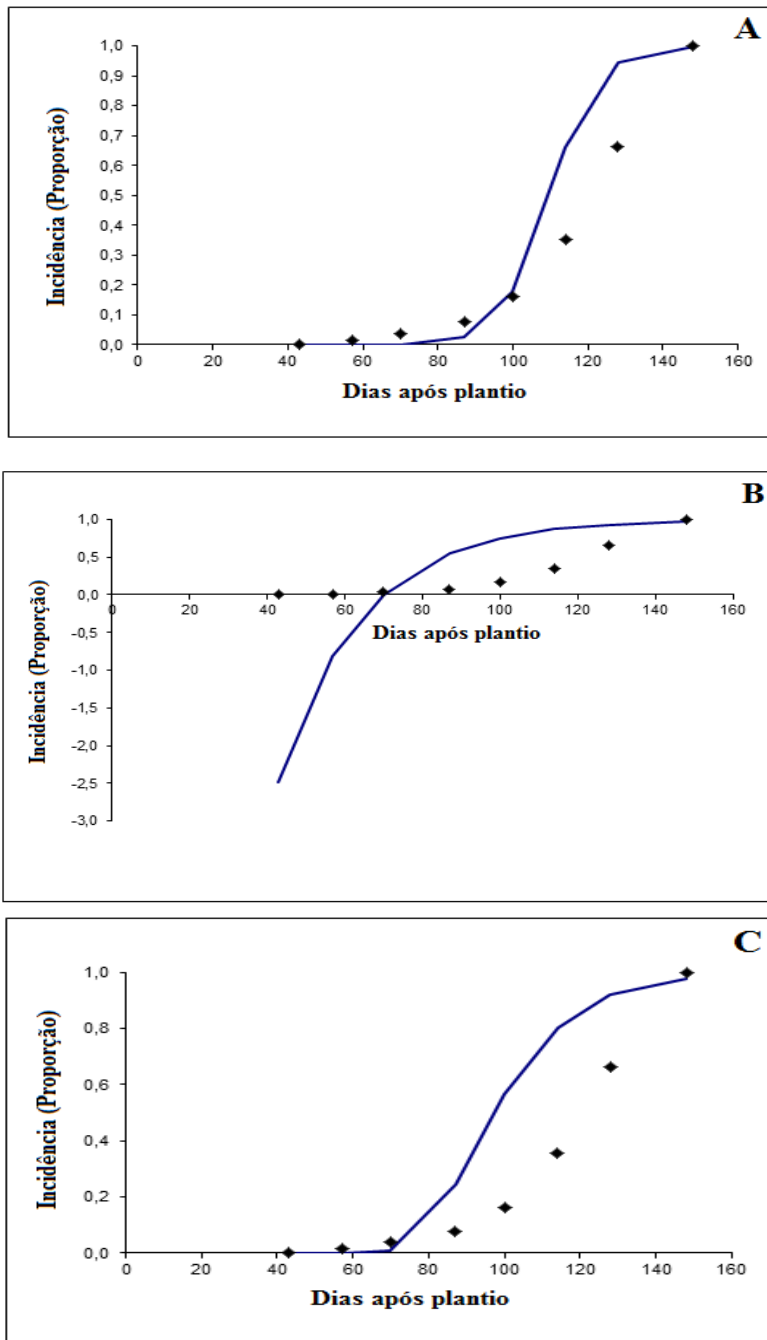 A
1,0
0,9
0,8
0,7
0,6
0,5
0,4
0,3
0,2
0,1
0,0
Incidência (Proporção)
0 20 40 60 80 100 120 140 160
Dias após plantio
B
1,0
0,5
0,0
-0,5
-1,0
-1,5
-2,0
-2,5
-3,0
Incidência (Proporção)
0 20 40 60 80 100 120 140 160
Dias após plantio
C
1,0
0,8
0,6
0,4
0,2
0,0
Incidência (Proporção)
0 20 40 60 80 100 120 140 160
Dias após plantio